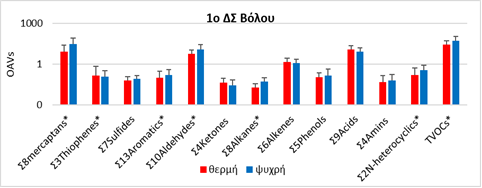 1ο ΔΣ Βόλου
OAVs
1000
1
0
Σ8mercaptans*
Σ3Thiophenes*
Σ7Sulfides
Σ13Aromatics*
Σ10Aldehydes*
Σ4Ketones
Σ8Alkanes*
Σ6Alkenes
Σ5Phenols
Σ9Acids
Σ4Amins
Σ2N-heterocyclics*
TVOCs*
θερμή
ψυχρή